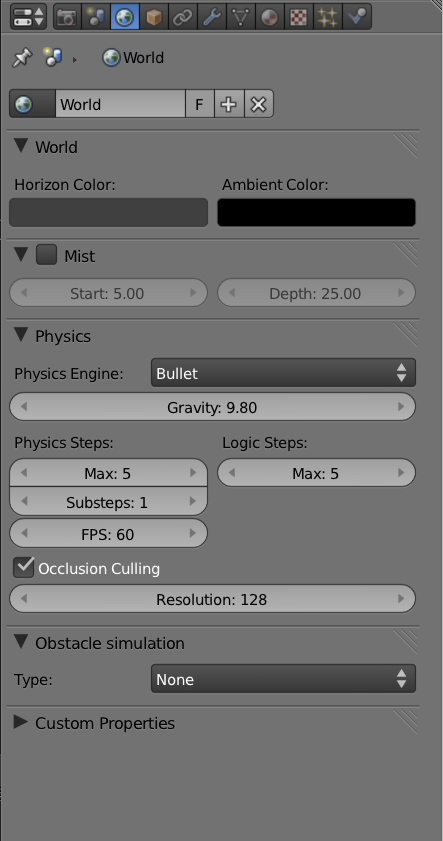 World
World F
World
Horizon Color: Ambient Color:
Mist
Start: 5.00 Depth: 25.00
Physics
Physics Engine: Bullet
Gravity: 9.80
Physics Steps: Logic Steps:
Max: 5 Max: 5
Substeps: 1
FPS: 60
Occlusion Culling
Resolution: 128
Obstacle simulation
Type: None
Custom Properties